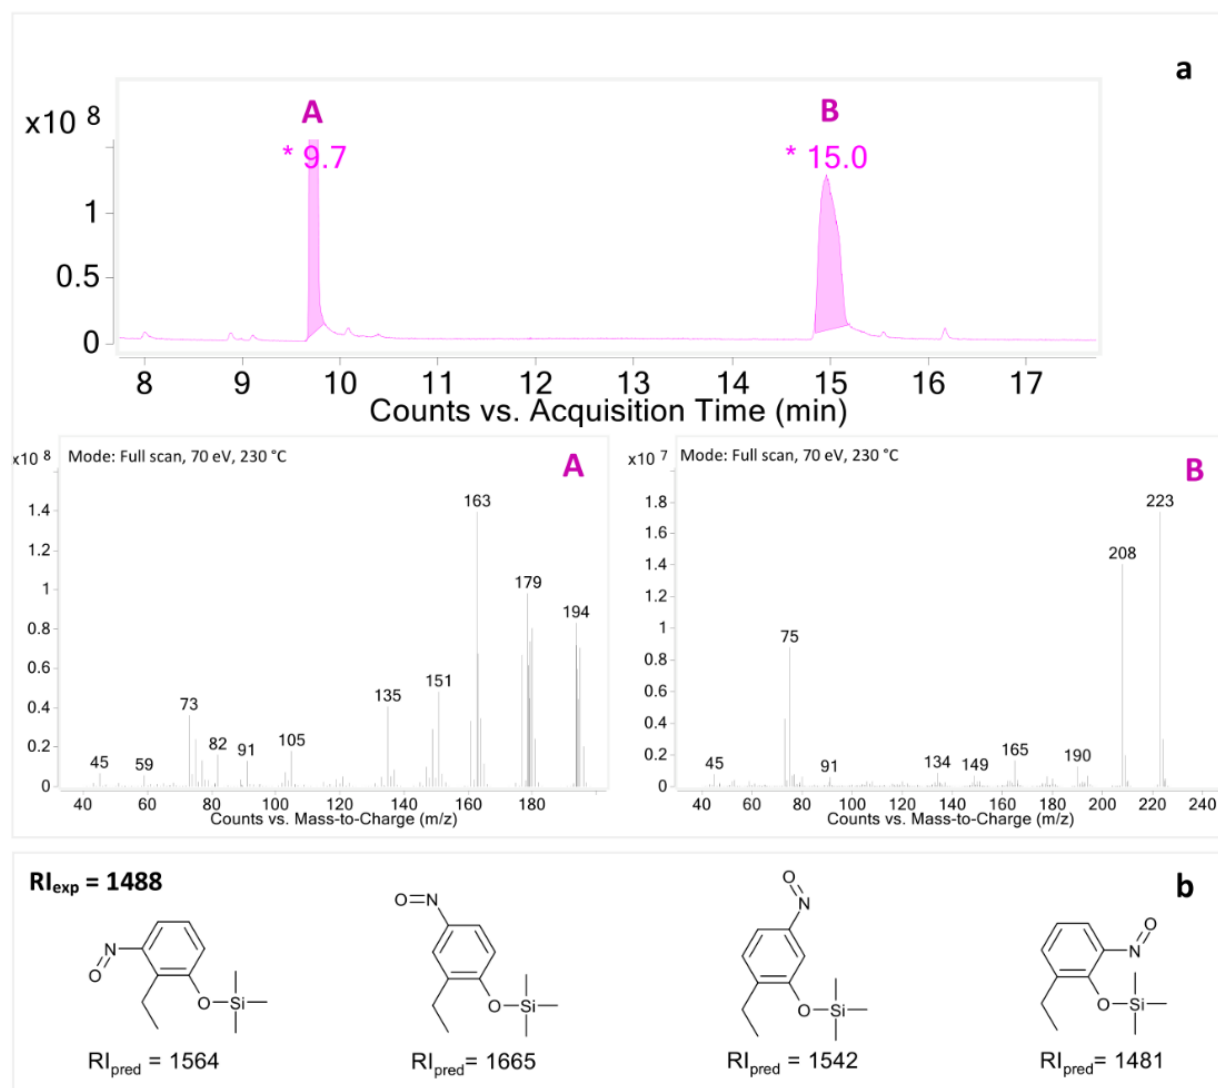 a
x10 8
A
B
* 9.7
* 15.0
1
0.5
0
8 9 10 11 12 13 14 15 16 17
Counts vs. Acquisition Time (min)
x10 8
Mode: Full scan, 70 eV, 230 °C
A
1.4
1.2
1
0.8
0.6
0.4
0.2
0
45
59
73
82
91
105
135
151
163
179
194
40 60 80 100 120 140 160 180
Counts vs. Mass-to-Charge (m/z)
x10 7
Mode: Full scan, 70 eV, 230 °C
B
1.8
1.6
1.4
1.2
1
0.8
0.6
0.4
0.2
0
45
75
91
134
149
165
190
208
223
40 60 80 100 120 140 160 180 200 220 240
Counts vs. Mass-to-Charge (m/z)
RIexp = 1488
b
N
O
O
Si
RIpred = 1564
O=N
O
Si
RIpred= 1665
O
N
O
Si
RIpred = 1542
O
N
O
Si
RIpred= 1481